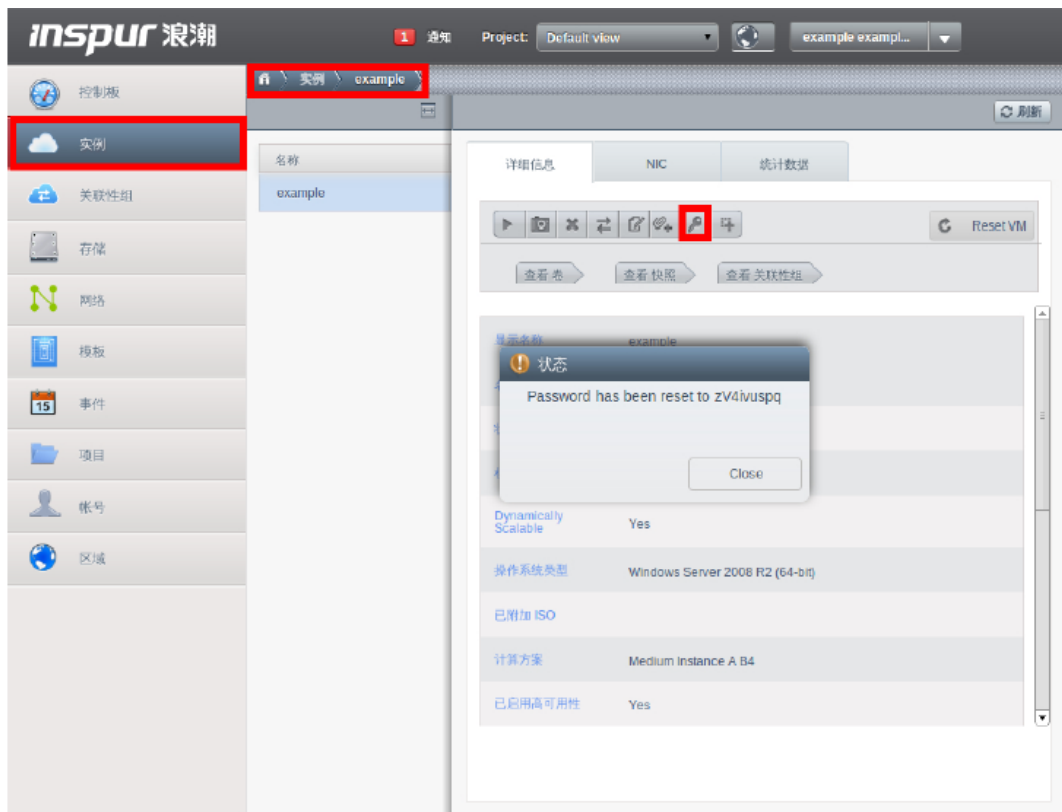 inspur 浪潮
1 通知 Project: Default view example exampl...
控制板
实例
关联性组
存储
网络
模板
15 事件
项目
帐号
区域
实例 example
刷新
名称
example
详细信息 NIC 统计数据
Reset VM
查看 卷 查看 快照 查看 关联性组
显示名称 example
状态
Password has been reset to zV4ivuspq
Close
Dynamically
Scalable Yes
操作系统类型 Windows Server 2008 R2 (64-bit)
已附加 ISO
计算方案 Medium Instance A B4
已启用高可用性 Yes